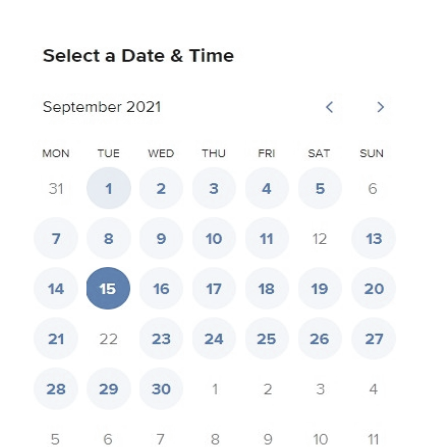 Select a Date & Time
September 2021
MON TUE WED THU FRI SAT SUN
31 1 2 3 4 5 6
7 8 9 10 11 12 13
14 15 16 17 18 19 20
21 22 23 24 25 26 27
28 29 30 1 2 3 4
5 6 7 8 9 10 11